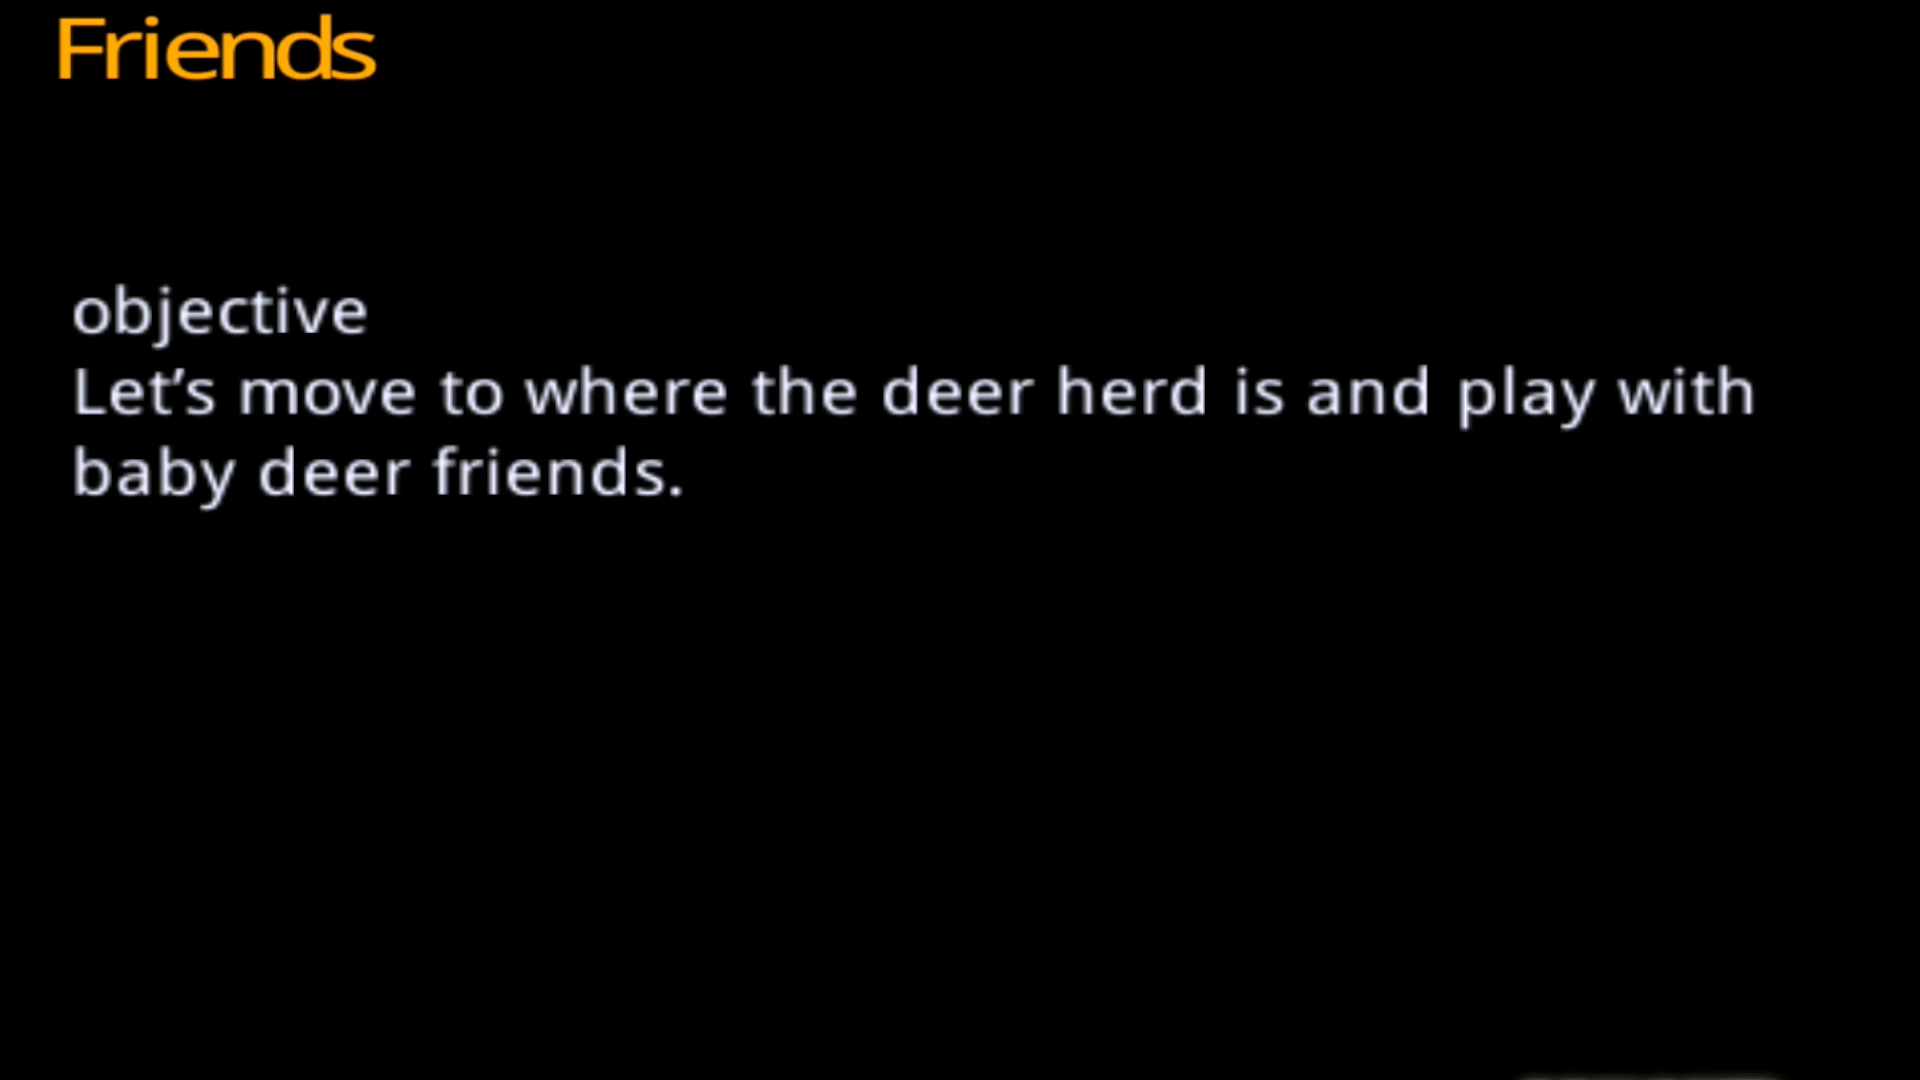 Friends
objective
Let’s move to where the deer herd is and play with
baby deer friends.